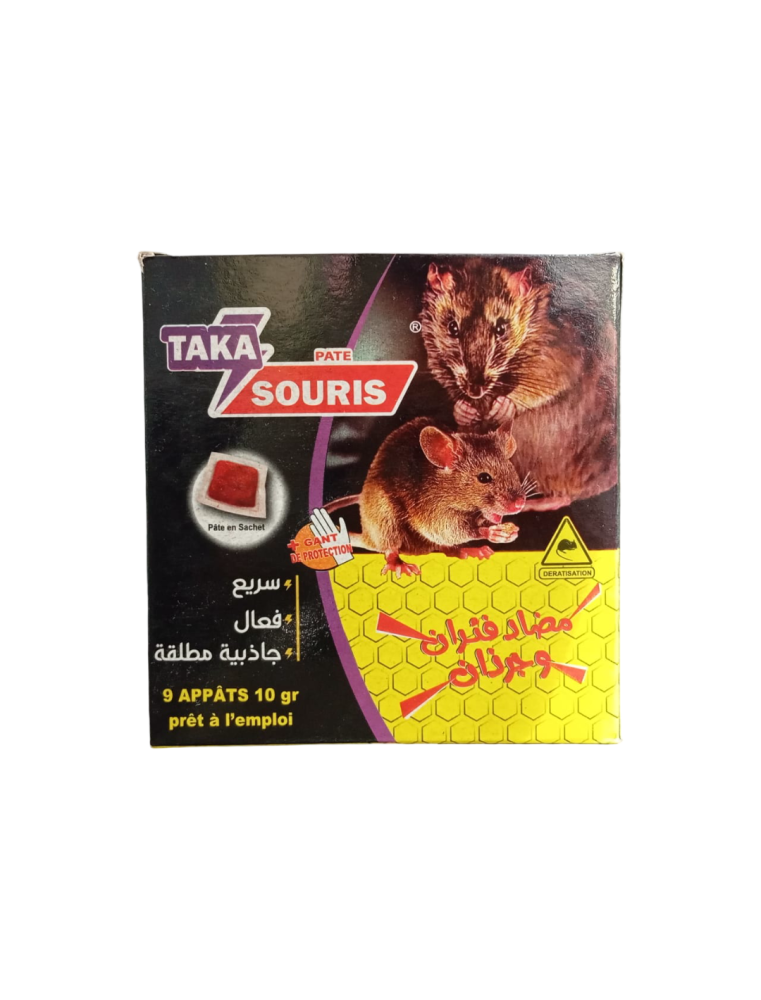 TAKA
PATE
SOURIS
®
Pâte en Sachet
+ GANT
DE PROTECTION
DERATISATION
سريع
فعال
جاذبية مطلقة
مضاد فئران
وجرذان
9 APPÂTS 10 gr
prêt à l'emploi